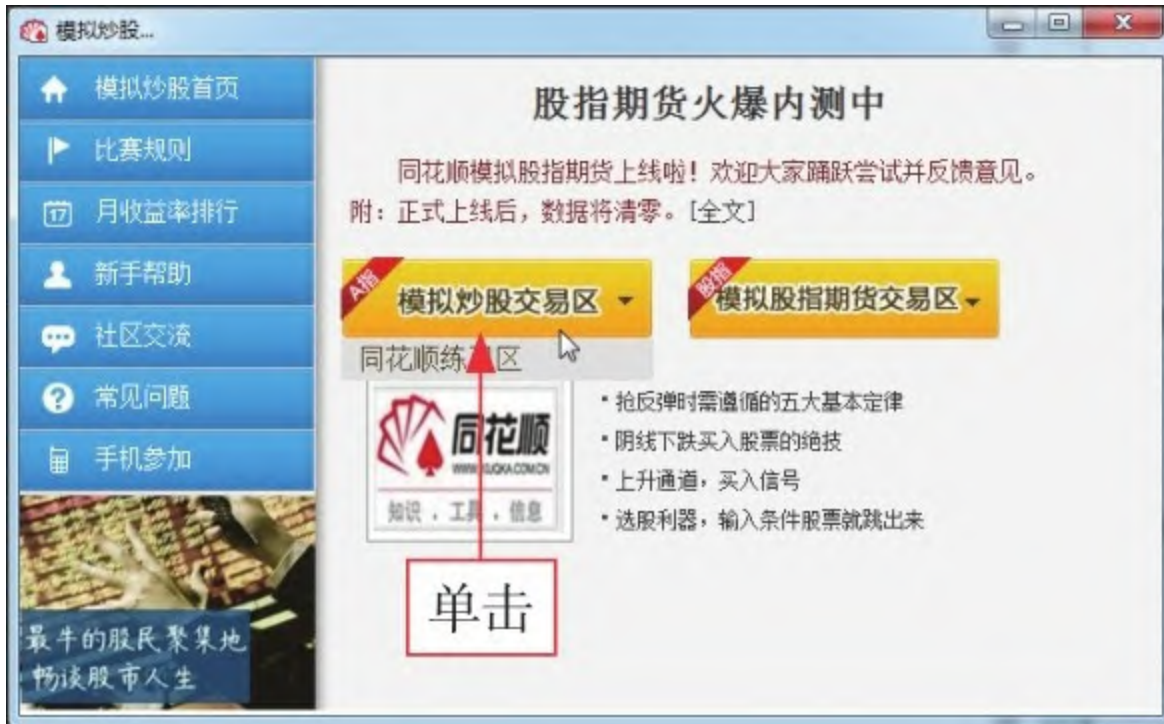 模拟炒股...
模拟炒股首页
比赛规则
17
月收益率排行
新手帮助
社区交流
常见问题
手机参加
最牛的股民聚集地
畅谈股市人生
股指期货火爆内测中
同花顺模拟股指期货上线啦！欢迎大家踊跃尝试并反馈意见。
附：正式上线后，数据将清零。[全文]
A指
模拟炒股交易区
股指
模拟股指期货交易区
同花顺练 区
同花顺
知识．工具．信息
·抢反弹时需遵循的五大基本定律
·阴线下跌买入股票的绝技
·上升通道，买入信号
·选股利器，输入条件股票就跳出来
单击